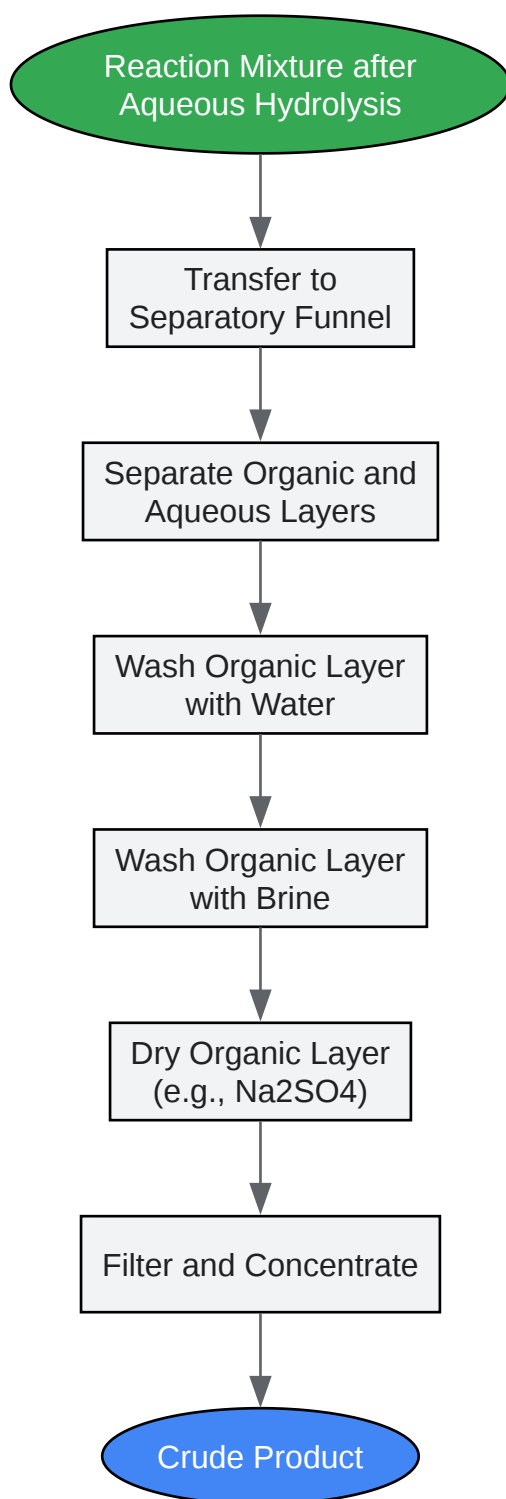 Reaction Mixture after
Aqueous Hydrolysis
Transfer to
Separatory Funnel
Separate Organic and
Aqueous Layers
Wash Organic Layer
with Water
Wash Organic Layer
with Brine
Dry Organic Layer
(e.g., Na2SO4)
Filter and Concentrate
Crude Product